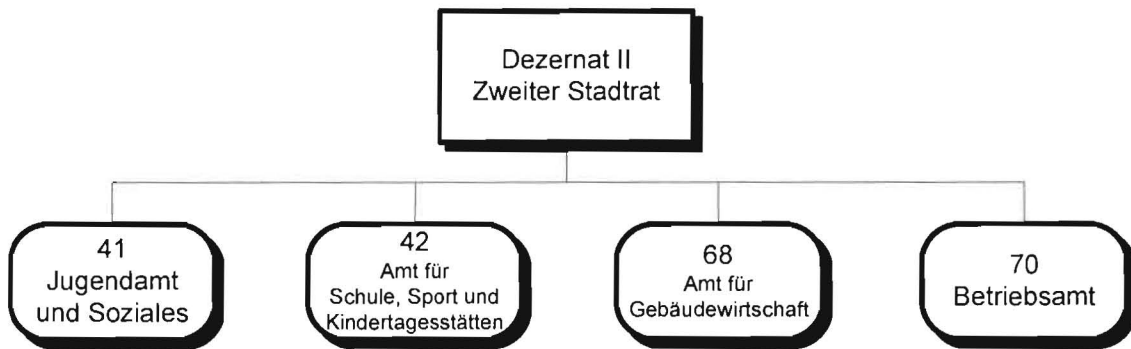 Dezernat II
Zweiter Stadtrat
41
Jugendamt
und Soziales
42
Amt für
Schule, Sport und
Kindertagesstätten
68
Amt für
Gebäudewirtschaft
70
Betriebsamt